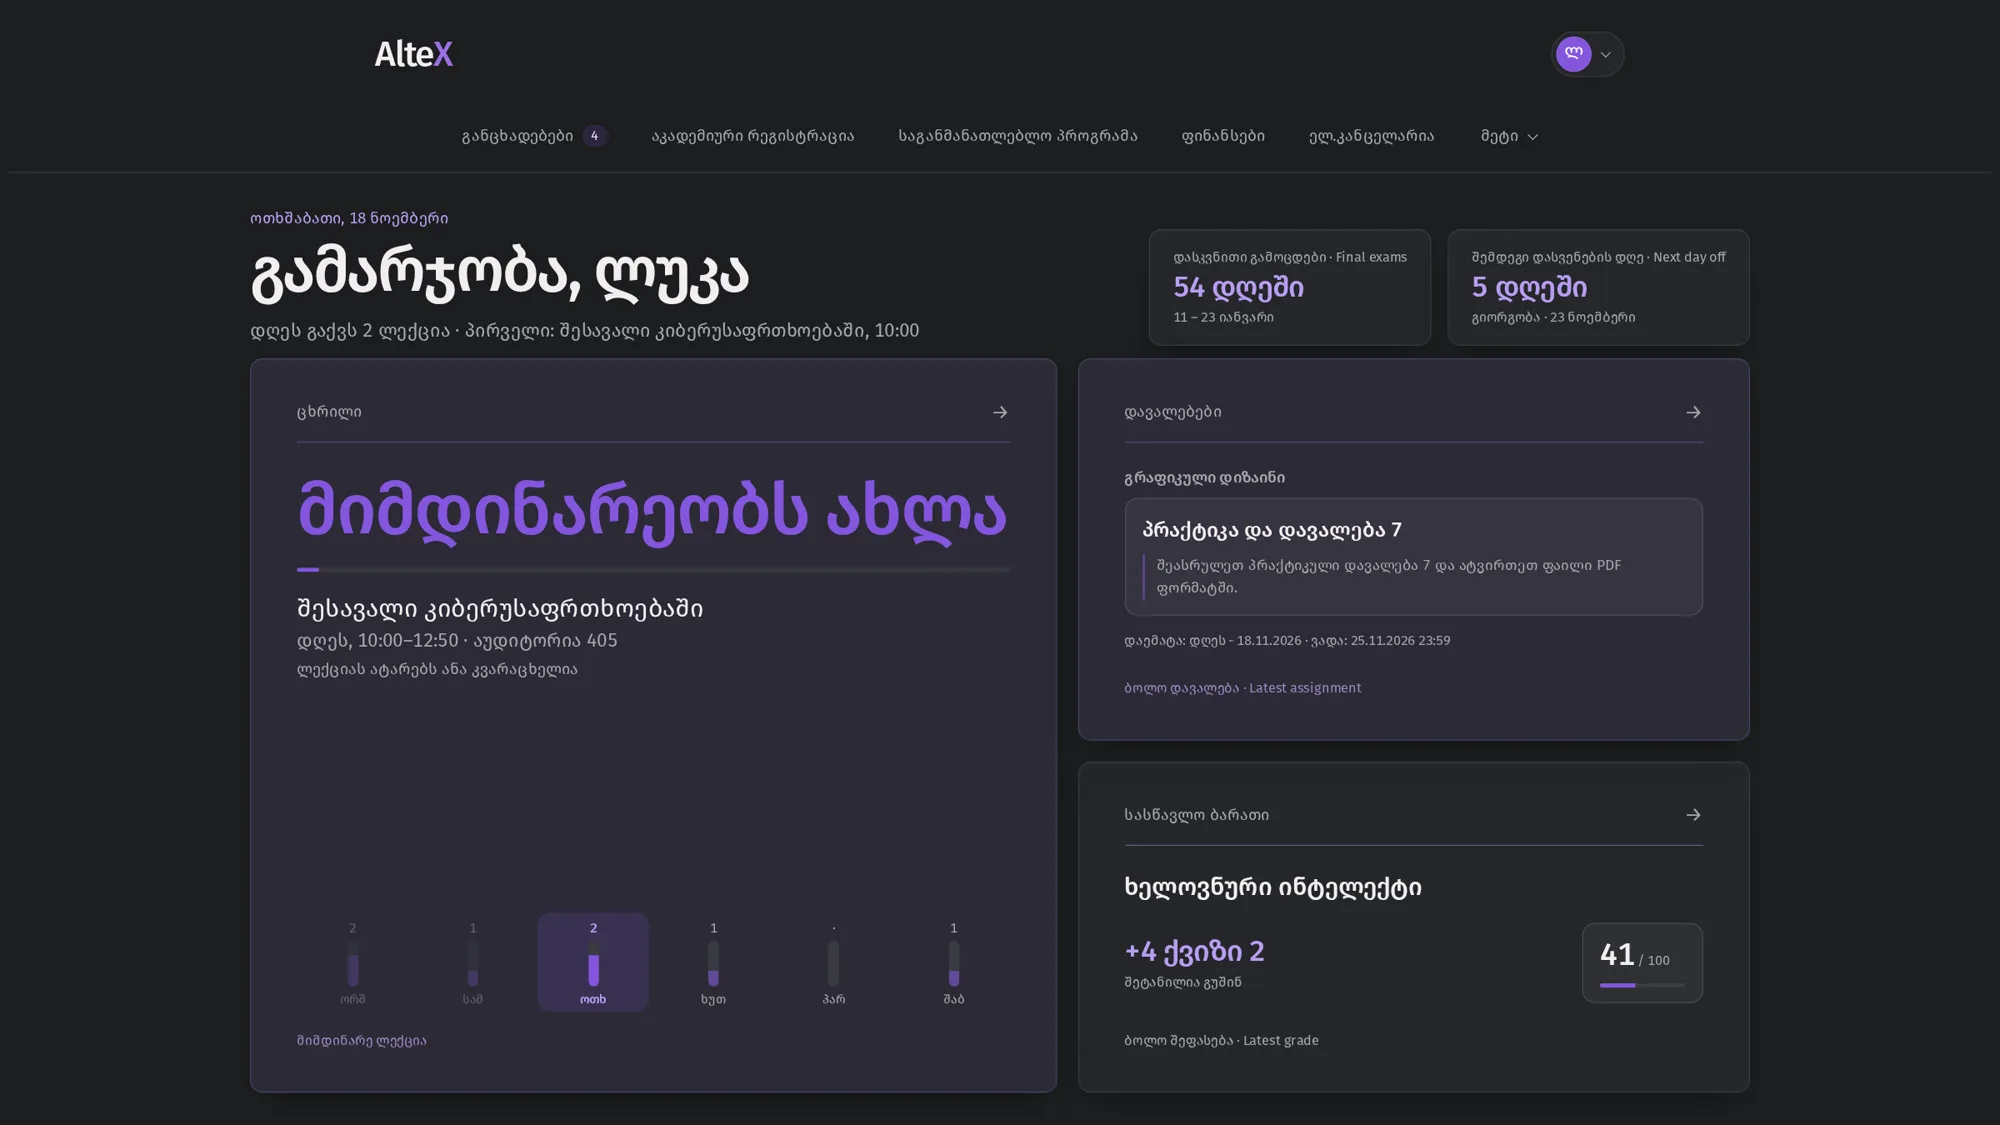 AlteX
ლ
განცხადებები 4
აკადემიური რეგისტრაცია
საგანმანათლებლო პროგრამა
ფინანსები
ელ.კანცელარია
მეტი
ოთხშაბათი, 18 ნოემბერი
გამარჯობა, ლუკა
დღეს გაქვს 2 ლექცია · პირველი: შესავალი კიბერუსაფრთხოებაში, 10:00
დასკვნითი გამოცდები · Final exams
54 დღეში
11 – 23 იანვარი
შემდეგი დასვენების დღე · Next day off
5 დღეში
გიორგობა · 23 ნოემბერი
ცხრილი
მიმდინარეობს ახლა
შესავალი კიბერუსაფრთხოებაში
დღეს, 10:00–12:50 · აუდიტორია 405
ლექციას ატარებს ანა კვარაცხელია
2 1 2 1 · 1
ორშ სამ ოთხ ხუთ პარ შაბ
მიმდინარე ლექცია
დავალებები
გრაფიკული დიზაინი
პრაქტიკა და დავალება 7
შეასრულეთ პრაქტიკული დავალება 7 და ატვირთეთ ფაილი PDF
ფორმატში.
დაემატა: დღეს - 18.11.2026 · ვადა: 25.11.2026 23:59
ბოლო დავალება · Latest assignment
სასწავლო ბარათი
ხელოვნური ინტელექტი
+4 ქვიზი 2
შეტანილია გუშინ
41 / 100
ბოლო შეფასება · Latest grade